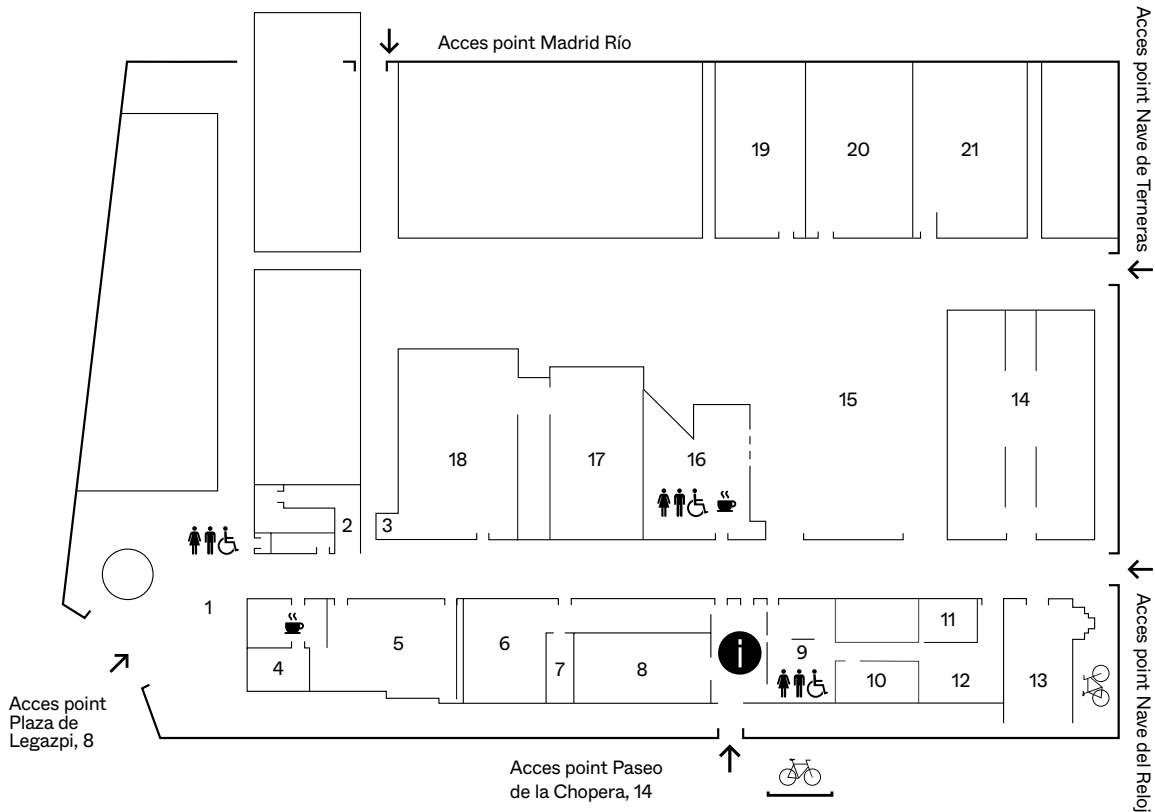 Acces point Madrid Río
Acces point Nave de Terneras
19
20
21
15
14
18
17
16
2
3
1
11
5
6
9
4
7
8
10
12
13
i
Acces point
Plaza de
Legazpi, 8
Acces point Nave del Reloj
Acces point Paseo
de la Chopera, 14